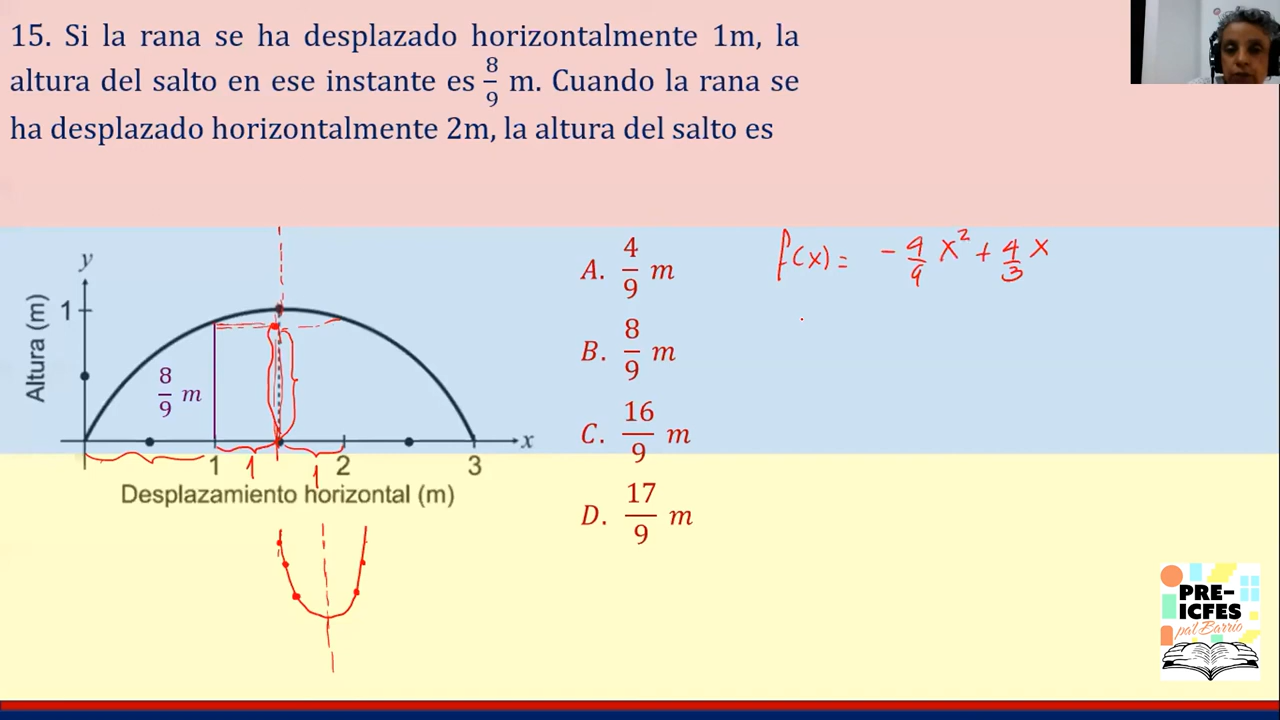 15. Si la rana se ha desplazado horizontalmente 1m, la
altura del salto en ese instante es 8/9 m. Cuando la rana se
ha desplazado horizontalmente 2m, la altura del salto es
y
1
Altura (m)
8/9 m
x
1 2 3
1 1
Desplazamiento horizontal (m)
A. 4/9 m
B. 8/9 m
C. 16/9 m
D. 17/9 m
f(x) = - 4/9 x² + 4/3 x
PRE-
ICFES
pa'l Barrio